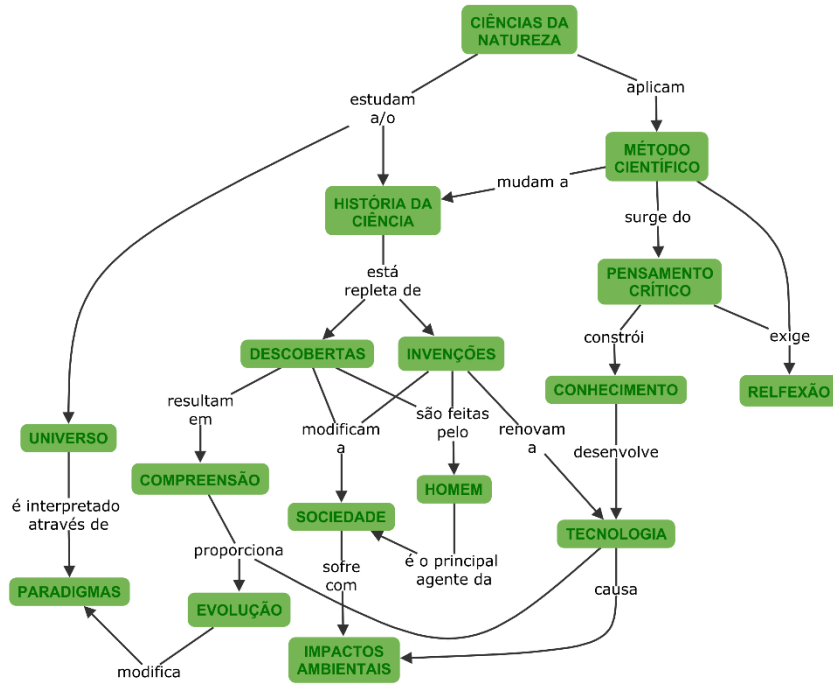 CIÊNCIAS DA
NATUREZA
estudam
a/o
aplicam
MÉTODO
CIENTÍFICO
mudam a
HISTÓRIA DA
CIÊNCIA
surge do
está
repleta de
PENSAMENTO
CRÍTICO
constrói
exige
DESCOBERTAS
INVENÇÕES
CONHECIMENTO
RELFEXÃO
resultam
em
modificam
a
são feitas
pelo
renovam
a
desenvolve
UNIVERSO
COMPREENSÃO
HOMEM
é interpretado
através de
SOCIEDADE
TECNOLOGIA
proporciona
sofre
com
é o principal
agente da
causa
PARADIGMAS
EVOLUÇÃO
modifica
IMPACTOS
AMBIENTAIS